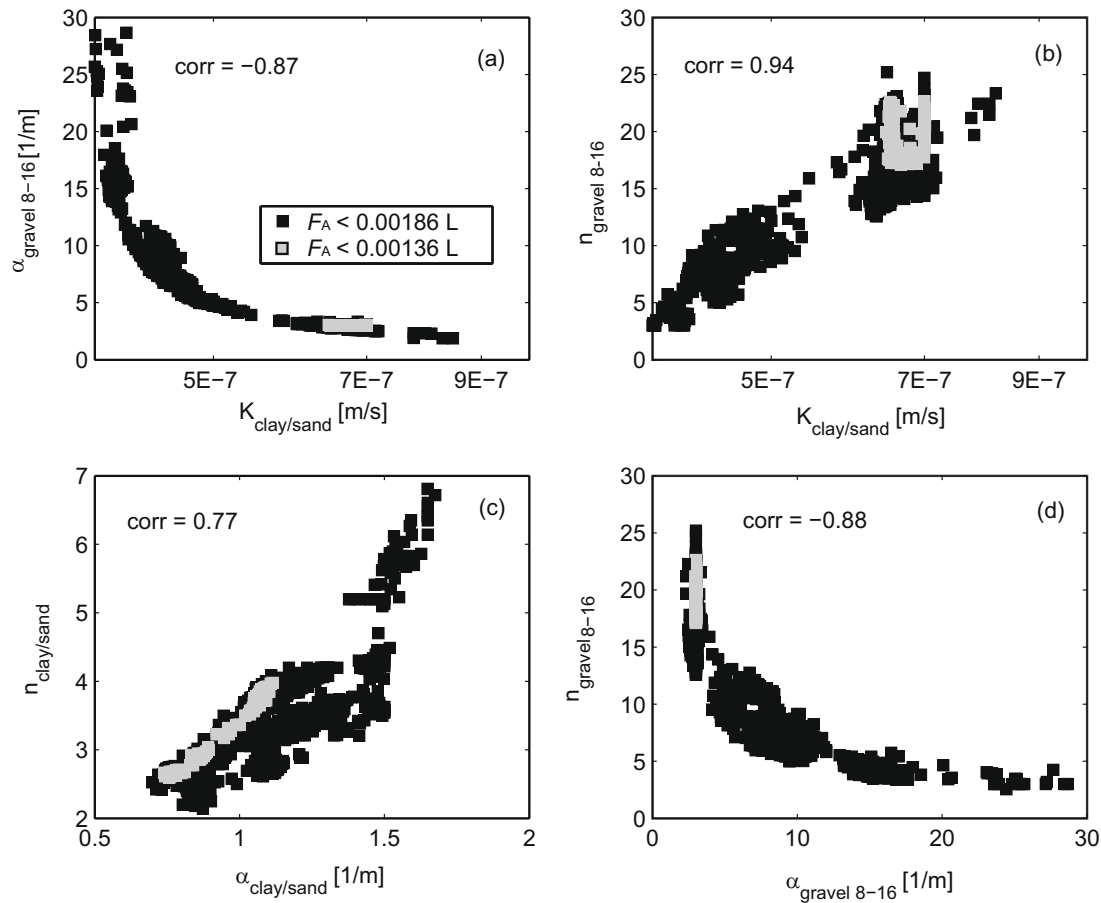 30
25
20
15
10
5
0
α gravel 8−16 [1/m]
corr = −0.87
(a)
F_A < 0.00186 L
F_A < 0.00136 L
5E−7 7E−7 9E−7
K clay/sand [m/s]
30
25
20
15
10
5
0
n gravel 8-16
corr = 0.94
(b)
5E−7 7E−7 9E−7
K clay/sand [m/s]
7
6
5
4
3
2
n clay/sand
corr = 0.77
(c)
0.5 1 1.5 2
α clay/sand [1/m]
30
25
20
15
10
5
0
n gravel 8−16
corr = −0.88
(d)
0 10 20 30
α gravel 8−16 [1/m]